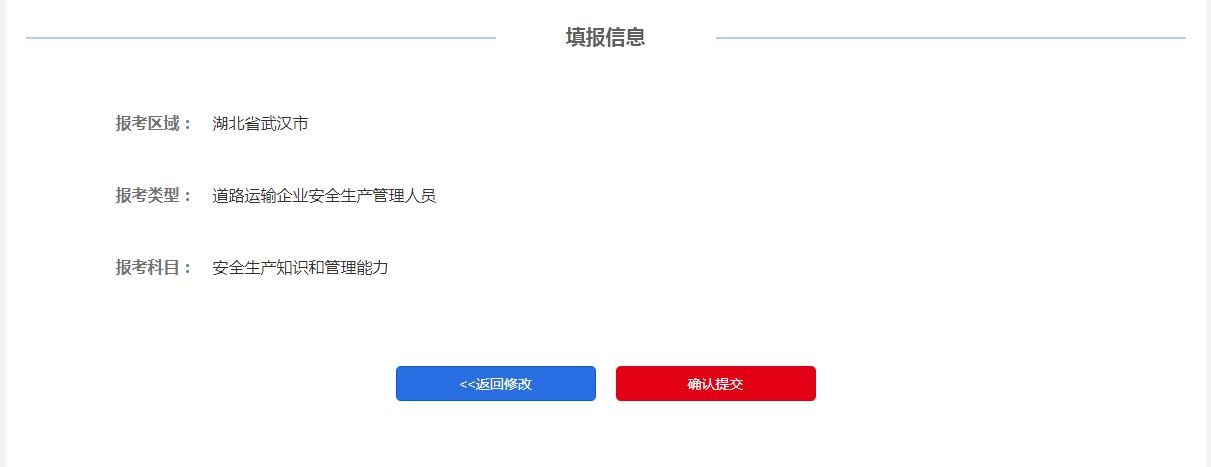 填报信息
报考区域： 湖北省武汉市
报考类型： 道路运输企业安全生产管理人员
报考科目： 安全生产知识和管理能力
<<返回修改 确认提交